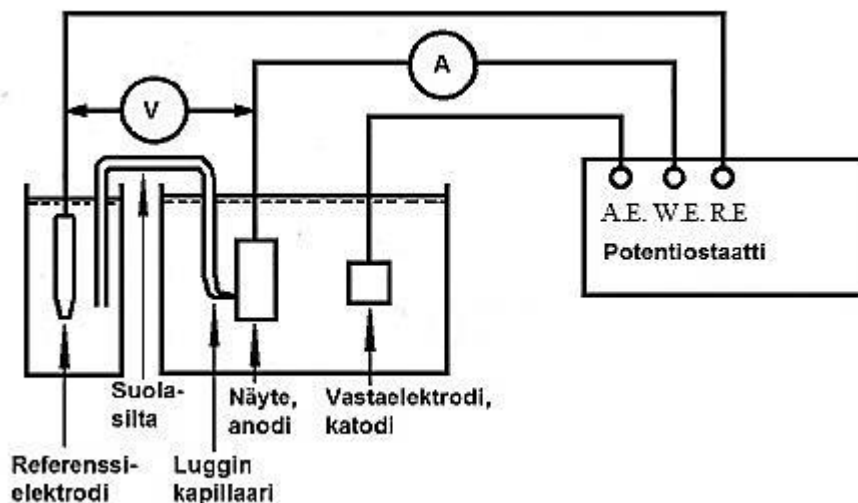 V
A
A.E. W.E. R.E
Potentiostaatti
Suola-
silta
Näyte,
anodi
Vastaelektrodi,
katodi
Referenssi-
elektrodi
Luggin
kapillaari